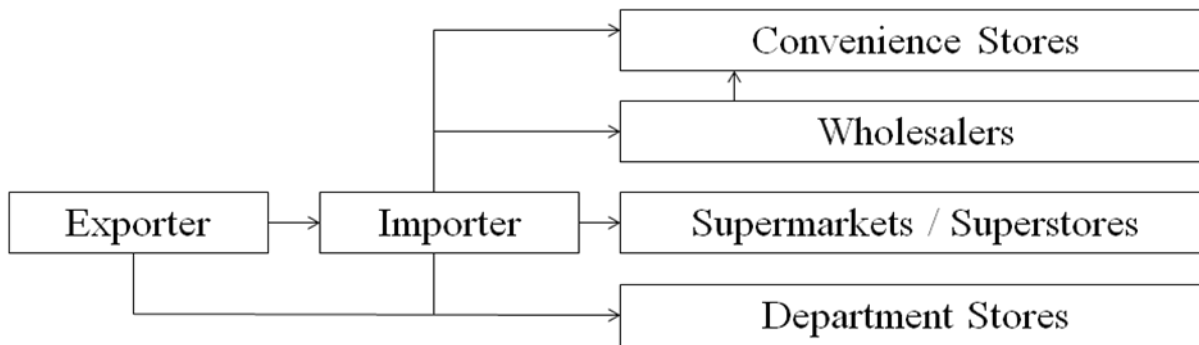 Convenience Stores
Wholesalers
Exporter
Importer
Supermarkets / Superstores
Department Stores